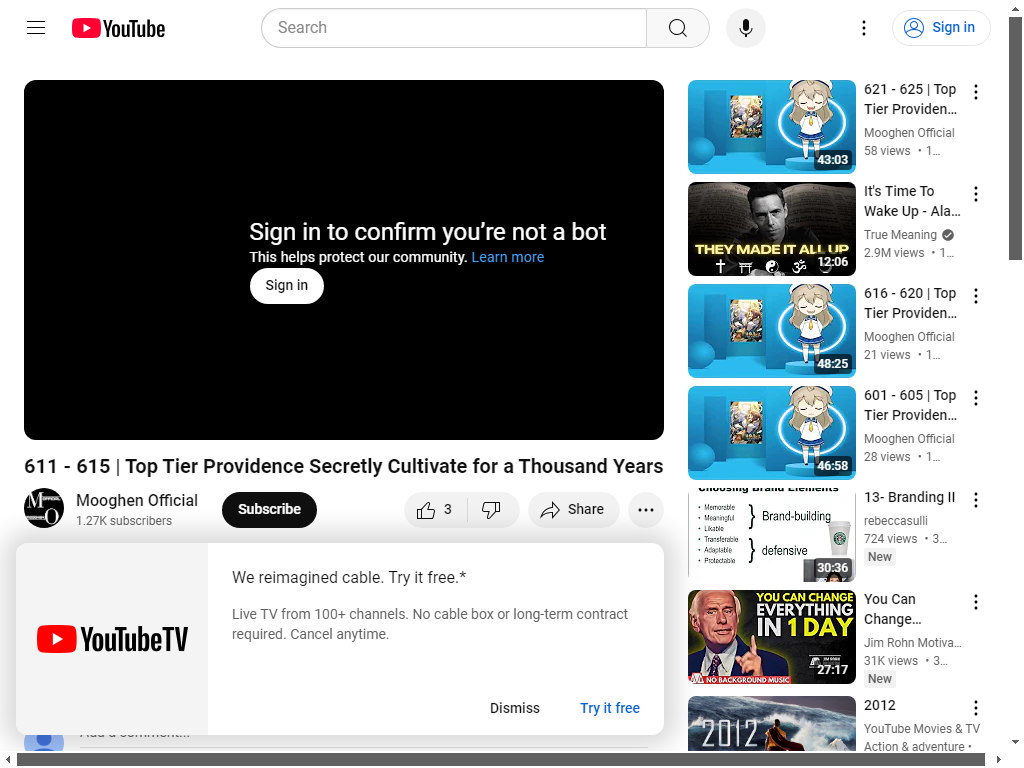 YouTube
Search
Sign in
Sign in to confirm you're not a bot
This helps protect our community. Learn more
Sign in
611 - 615 | Top Tier Providence Secretly Cultivate for a Thousand Years
Mooghen Official
1.27K subscribers
Subscribe
3
Share
We reimagined cable. Try it free.*
Live TV from 100+ channels. No cable box or long-term contract
required. Cancel anytime.
YouTubeTV
Dismiss
Try it free
Add a comment...
43:03
621 - 625 | Top
Tier Providen...
Mooghen Official
58 views • 1...
THEY MADE IT ALL UP
12:06
It's Time To
Wake Up - Ala...
True Meaning
2.9M views • 1...
48:25
616 - 620 | Top
Tier Providen...
Mooghen Official
21 views • 1...
46:58
601 - 605 | Top
Tier Providen...
Mooghen Official
28 views • 1...
Choosing Brand Elements
• Memorable
• Meaningful
• Likable
• Transferable
• Adaptable
• Protectable
Brand-building
defensive
30:36
13- Branding II
rebeccasulli
724 views • 3...
New
YOU CAN CHANGE
EVERYTHING
IN 1 DAY
NO BACKGROUND MUSIC
27:17
You Can
Change...
Jim Rohn Motiva...
31K views • 3...
New
2012
2012
YouTube Movies & TV
Action & adventure •